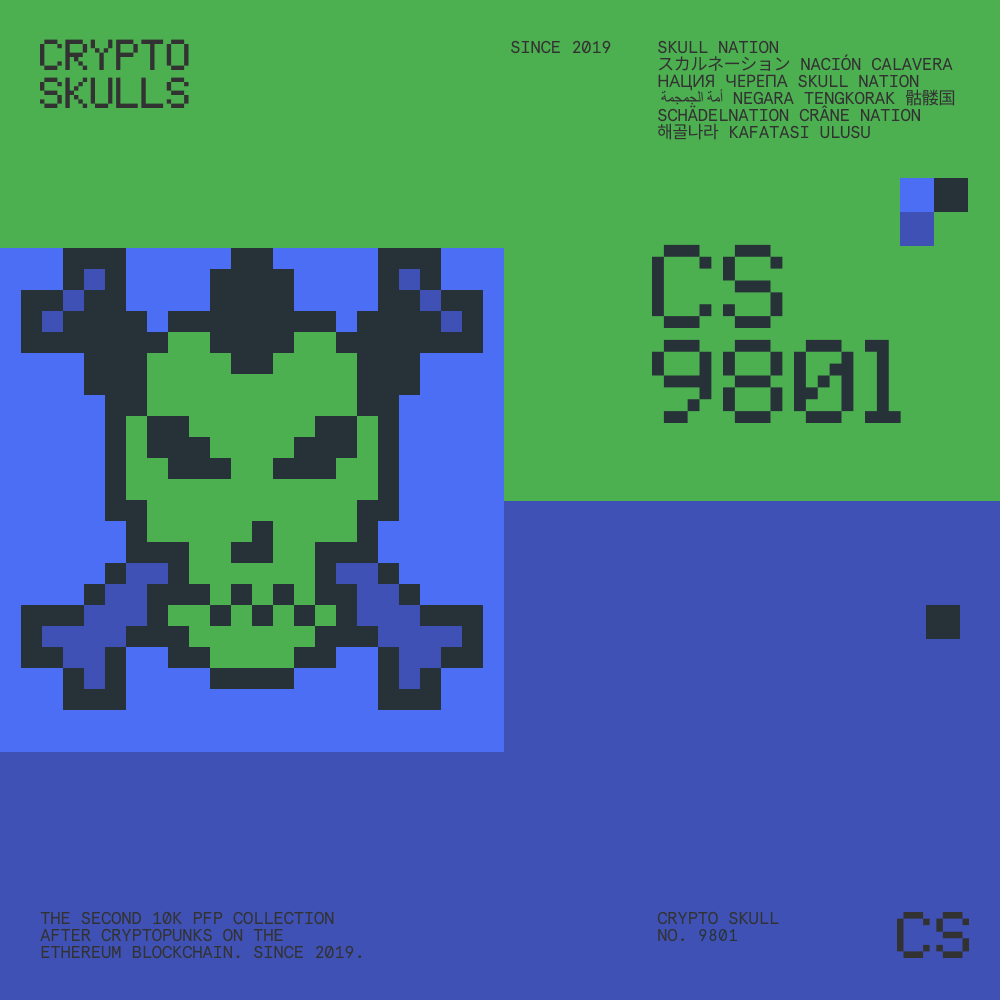 CRYPTO
SKULLS
SINCE 2019
SKULL NATION
スカルネーション NACIÓN CALAVERA
НАЦИЯ ЧЕРЕПА SKULL NATION
أمة الجمجمة NEGARA TENGKORAK 骷髅国
SCHÄDELNATION CRÂNE NATION
해골나라 KAFATASI ULUSU
CS
9801
THE SECOND 10K PFP COLLECTION
AFTER CRYPTOPUNKS ON THE
ETHEREUM BLOCKCHAIN. SINCE 2019.
CRYPTO SKULL
NO. 9801
CS